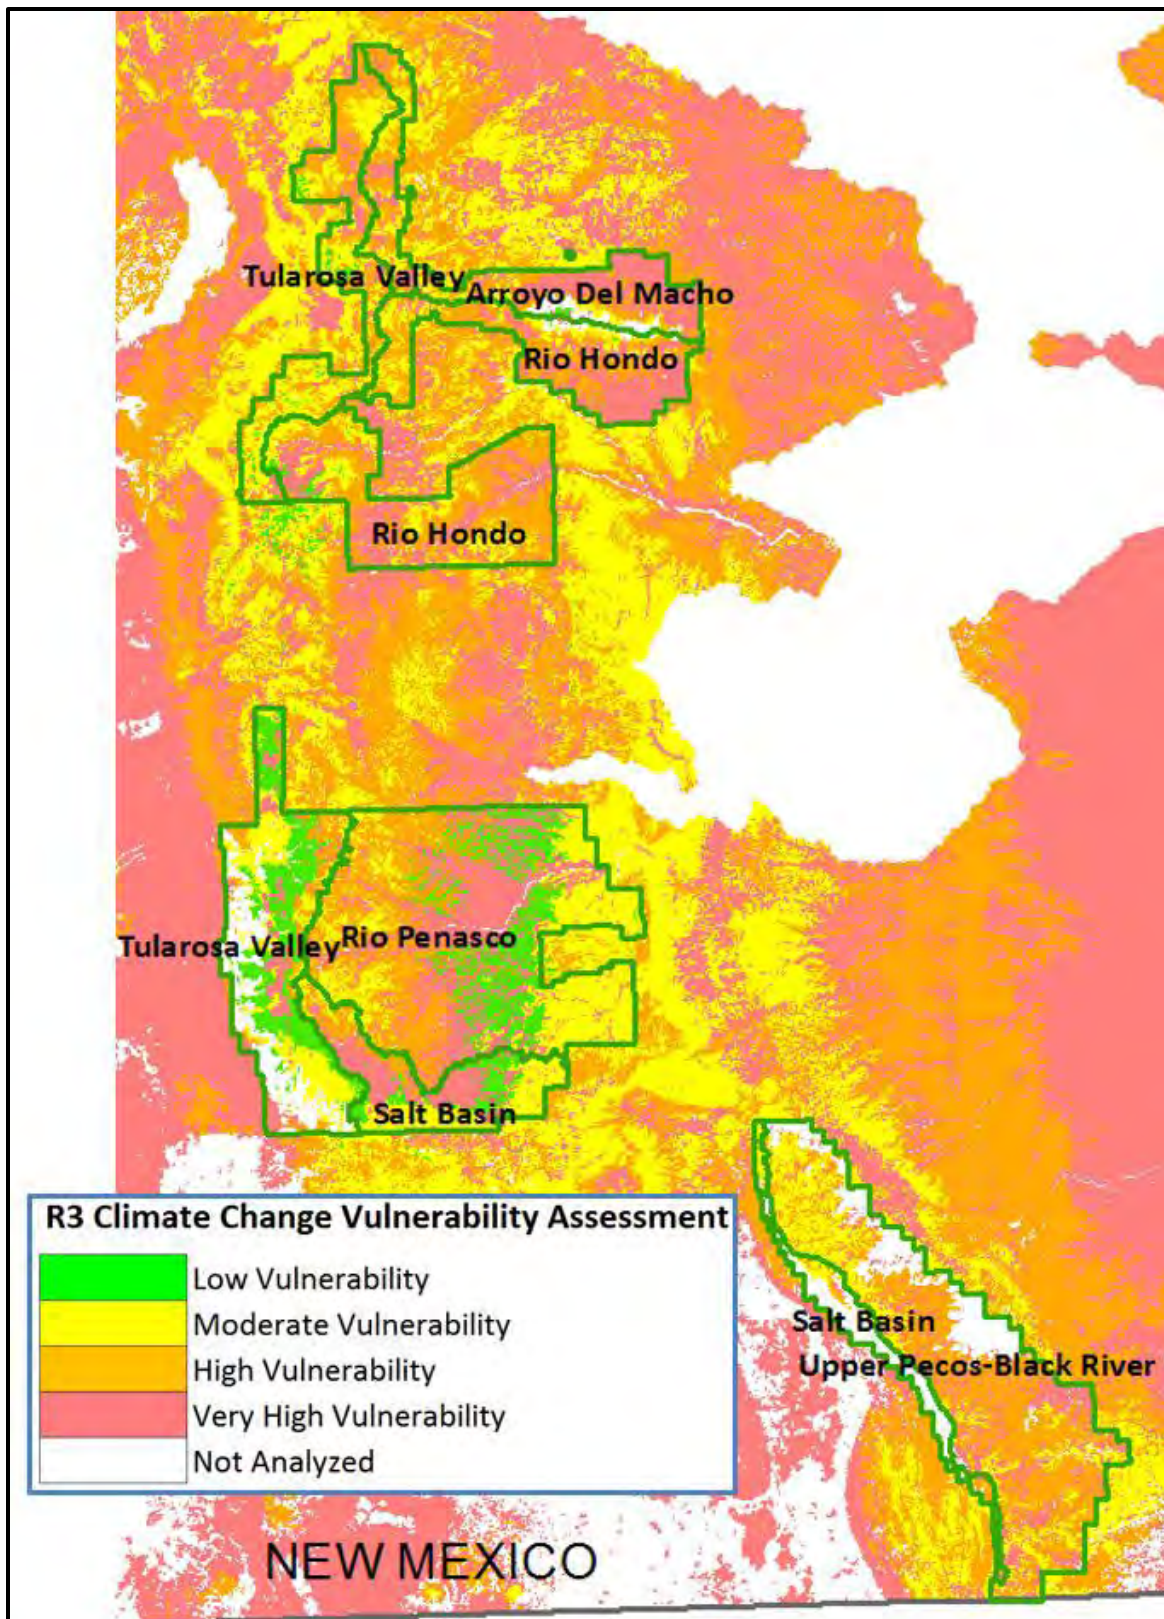 Tularosa Valley
Arroyo Del Macho
Rio Hondo
Rio Hondo
Tularosa Valley
Rio Penasco
Salt Basin
R3 Climate Change Vulnerability Assessment
Low Vulnerability
Moderate Vulnerability
High Vulnerability
Very High Vulnerability
Not Analyzed
Salt Basin
Upper Pecos-Black River
NEW MEXICO